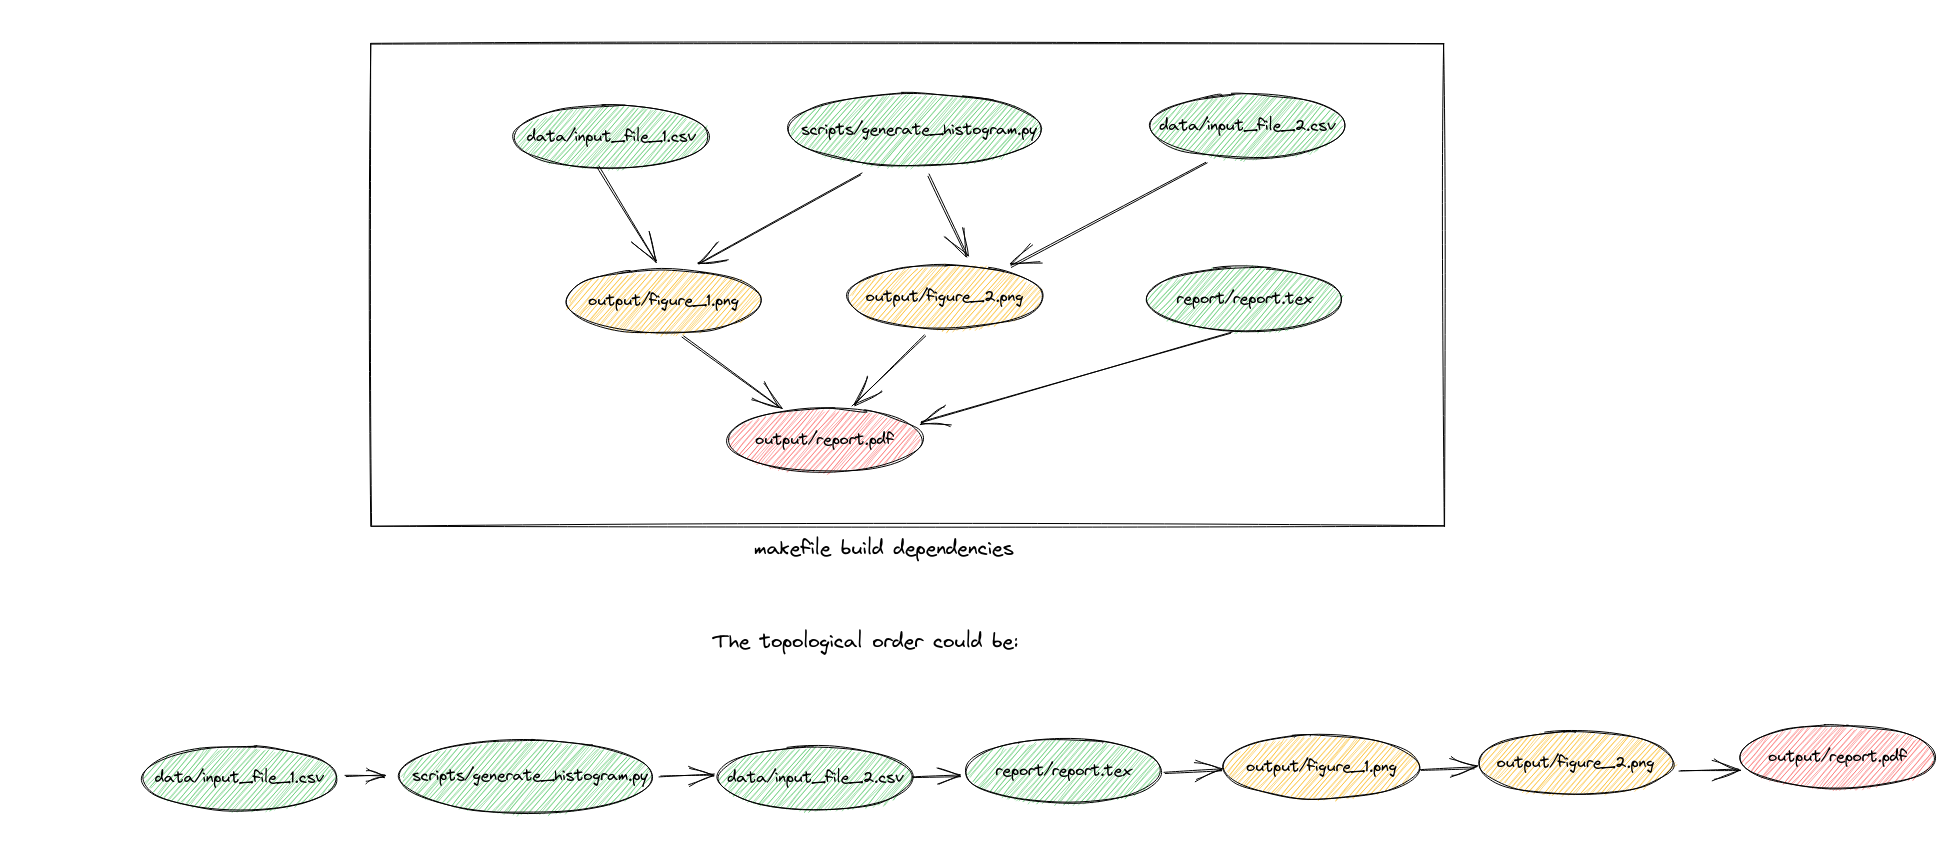 data/input_file_1.csv
scripts/generate_histogram.py
data/input_file_2.csv
output/figure_1.png
output/figure_2.png
report/report.tex
output/report.pdf
makefile build dependencies
The topological order could be:
data/input_file_1.csv
scripts/generate_histogram.py
data/input_file_2.csv
report/report.tex
output/figure_1.png
output/figure_2.png
output/report.pdf